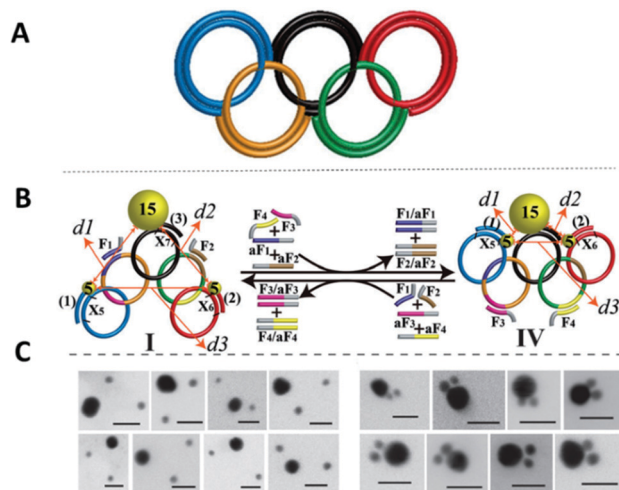 A
B
15
d1
d2
(3)
F1
X7
F2
5
5
(1)
X5
X6
(2)
I
d3
F4
F3
+
aF1+aF2
F3/aF3
+
F4/aF4
F1/aF1
+
F2/aF2
F1
F2
+
aF3+aF4
15
d1
d2
(1)
(2)
X5
5
5
X6
F3
F4
IV
d3
C